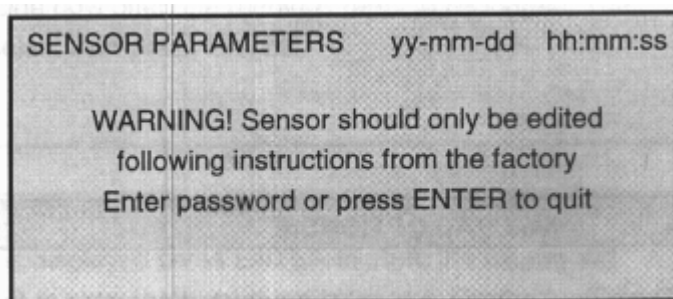 SENSOR PARAMETERS yy-mm-dd hh:mm:ss
WARNING! Sensor should only be edited
following instructions from the factory
Enter password or press ENTER to quit